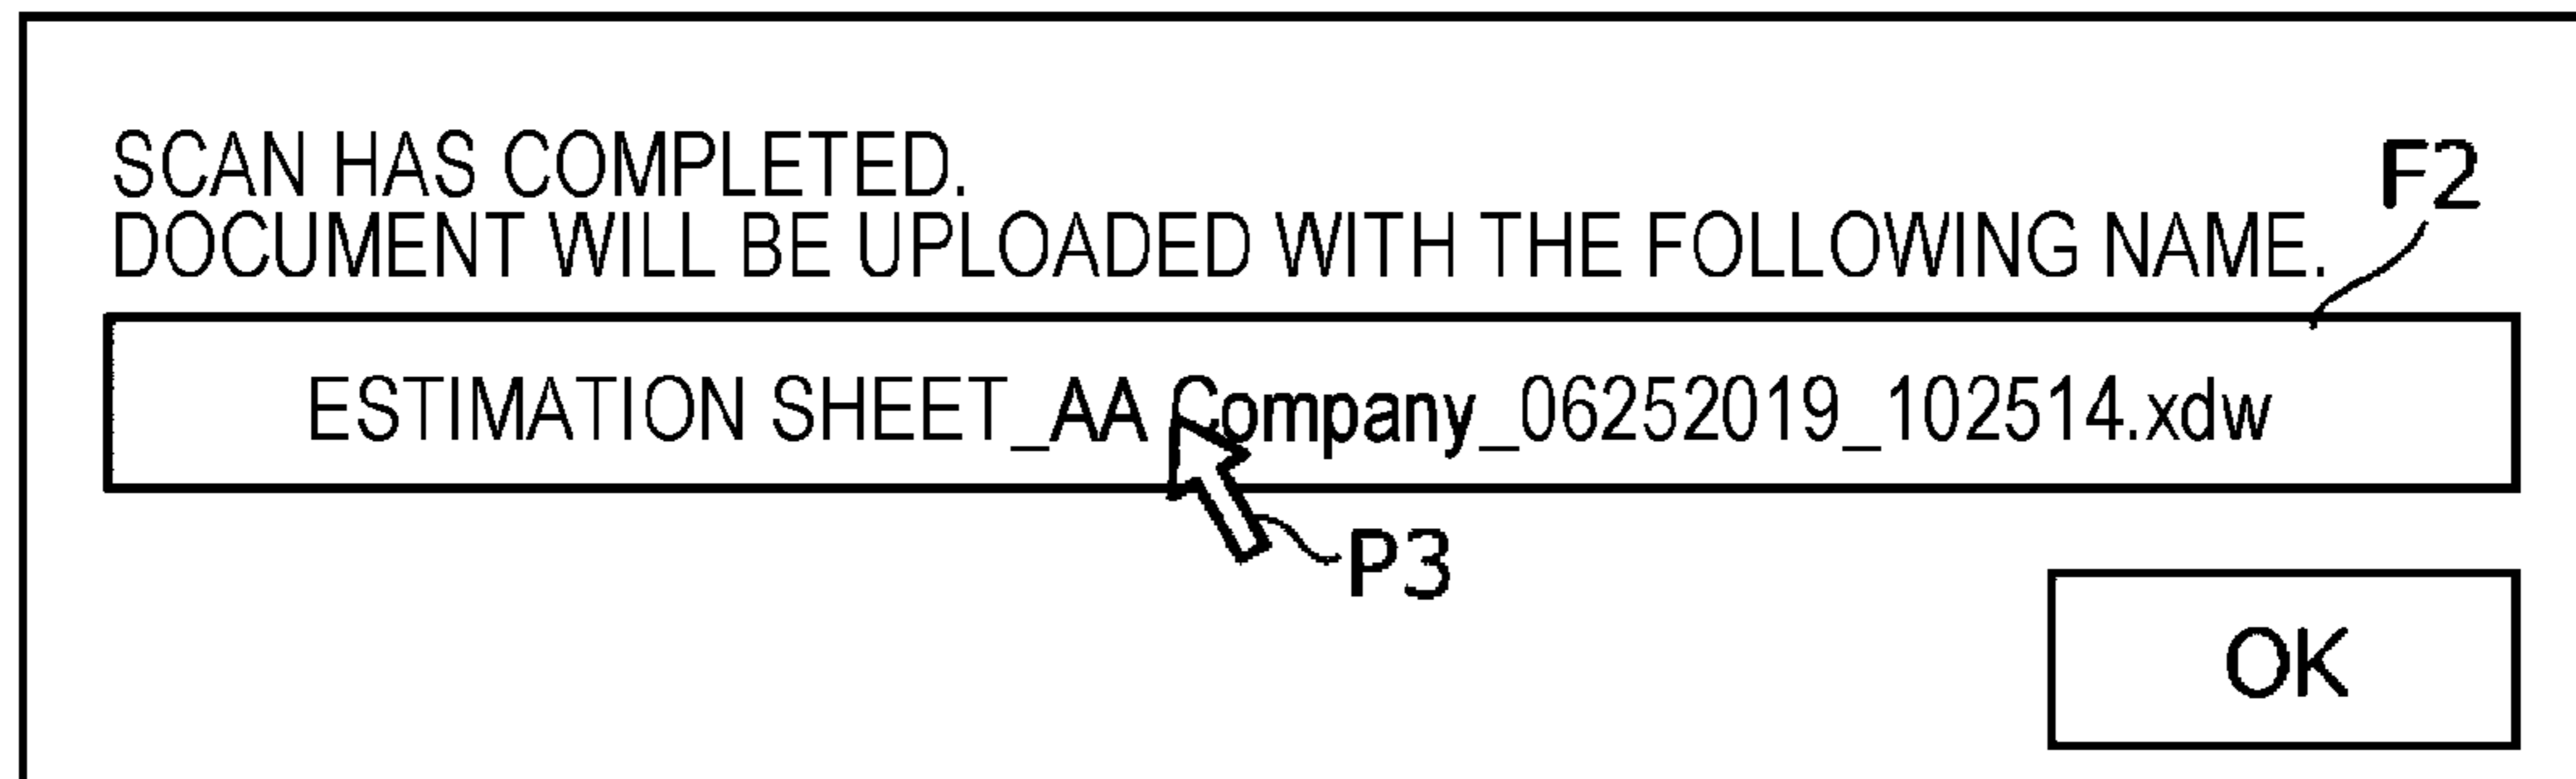 SCAN HAS COMPLETED.
F2
DOCUMENT WILL BE UPLOADED WITH THE FOLLOWING NAME.
ESTIMATION SHEET_AA Company_06252019_102514.xdw
P3
OK